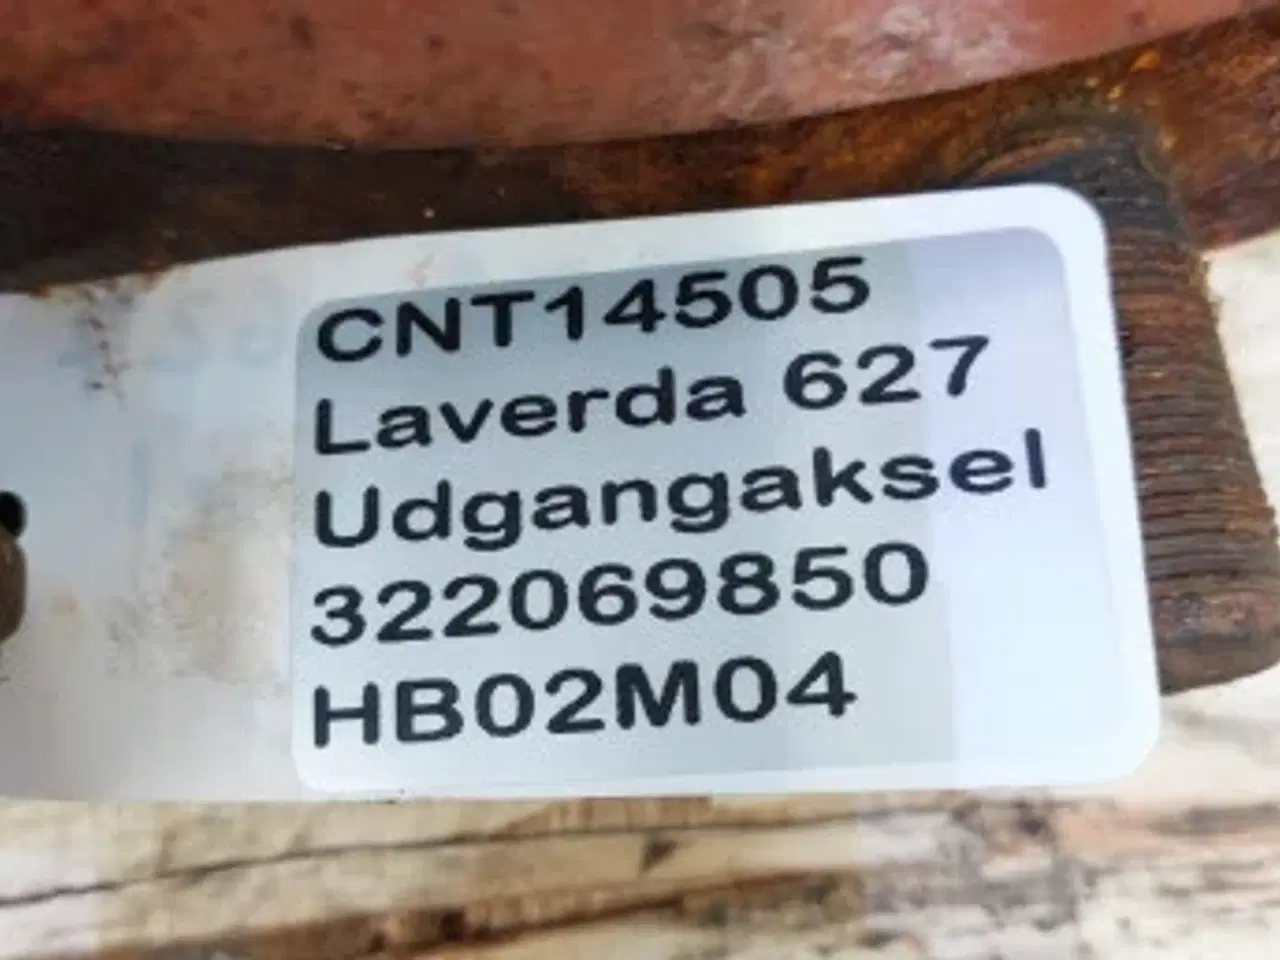 CNT14505
Laverda 627
Udgangaksel
322069850
HB02M04